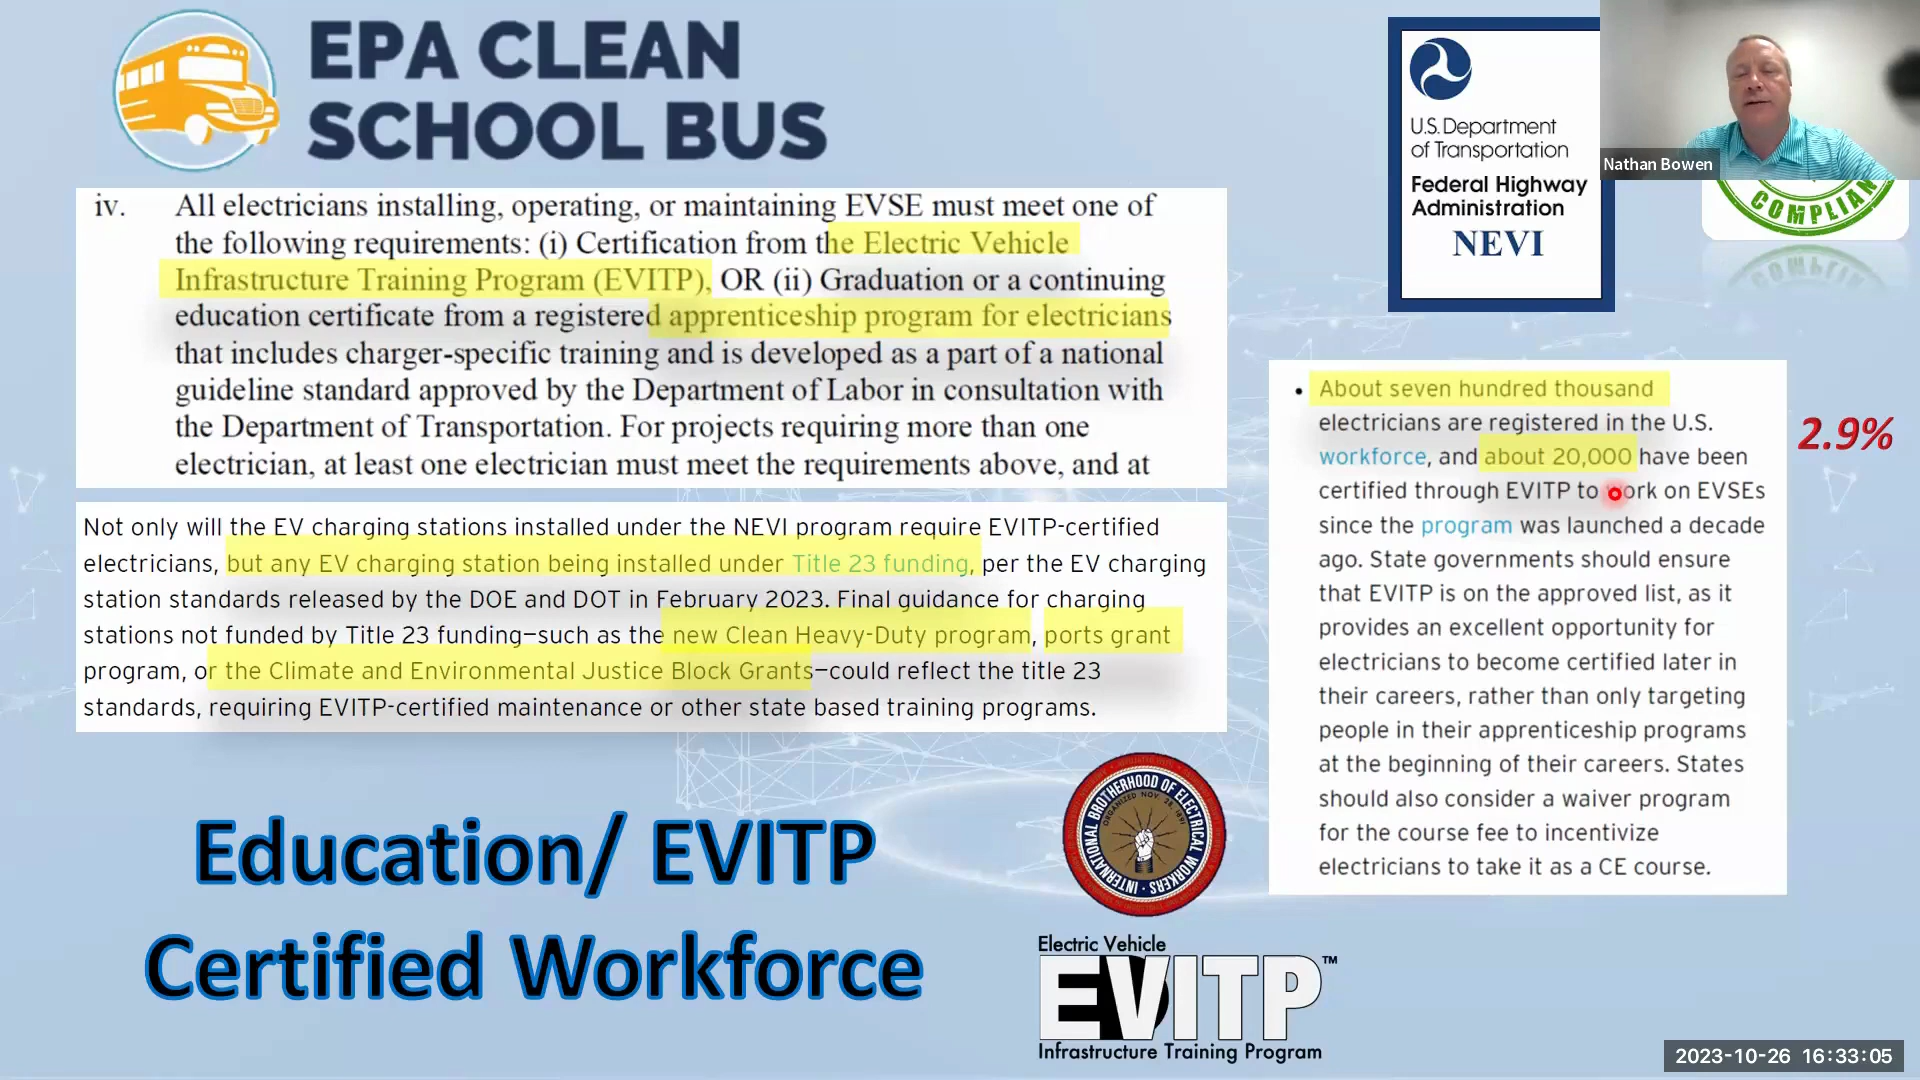 EPA CLEAN
SCHOOL BUS
iv. All electricians installing, operating, or maintaining EVSE must meet one of
the following requirements: (i) Certification from the Electric Vehicle
Infrastructure Training Program (EVITP), OR (ii) Graduation or a continuing
education certificate from a registered apprenticeship program for electricians
that includes charger-specific training and is developed as a part of a national
guideline standard approved by the Department of Labor in consultation with
the Department of Transportation. For projects requiring more than one
electrician, at least one electrician must meet the requirements above, and at
Not only will the EV charging stations installed under the NEVI program require EVITP-certified
electricians, but any EV charging station being installed under Title 23 funding, per the EV charging
station standards released by the DOE and DOT in February 2023. Final guidance for charging
stations not funded by Title 23 funding—such as the new Clean Heavy-Duty program, ports grant
program, or the Climate and Environmental Justice Block Grants—could reflect the title 23
standards, requiring EVITP-certified maintenance or other state based training programs.
Education/ EVITP
Certified Workforce
INTERNATIONAL BROTHERHOOD OF ELECTRICAL WORKERS
ORGANIZED NOV. 28, 1891
Electric Vehicle
EVITP™
Infrastructure Training Program
U.S. Department
of Transportation
Federal Highway
Administration
NEVI
Nathan Bowen
COMPLIAN
• About seven hundred thousand
electricians are registered in the U.S.
workforce, and about 20,000 have been
certified through EVITP to work on EVSEs
since the program was launched a decade
ago. State governments should ensure
that EVITP is on the approved list, as it
provides an excellent opportunity for
electricians to become certified later in
their careers, rather than only targeting
people in their apprenticeship programs
at the beginning of their careers. States
should also consider a waiver program
for the course fee to incentivize
electricians to take it as a CE course.
2.9%
2023-10-26 16:33:05